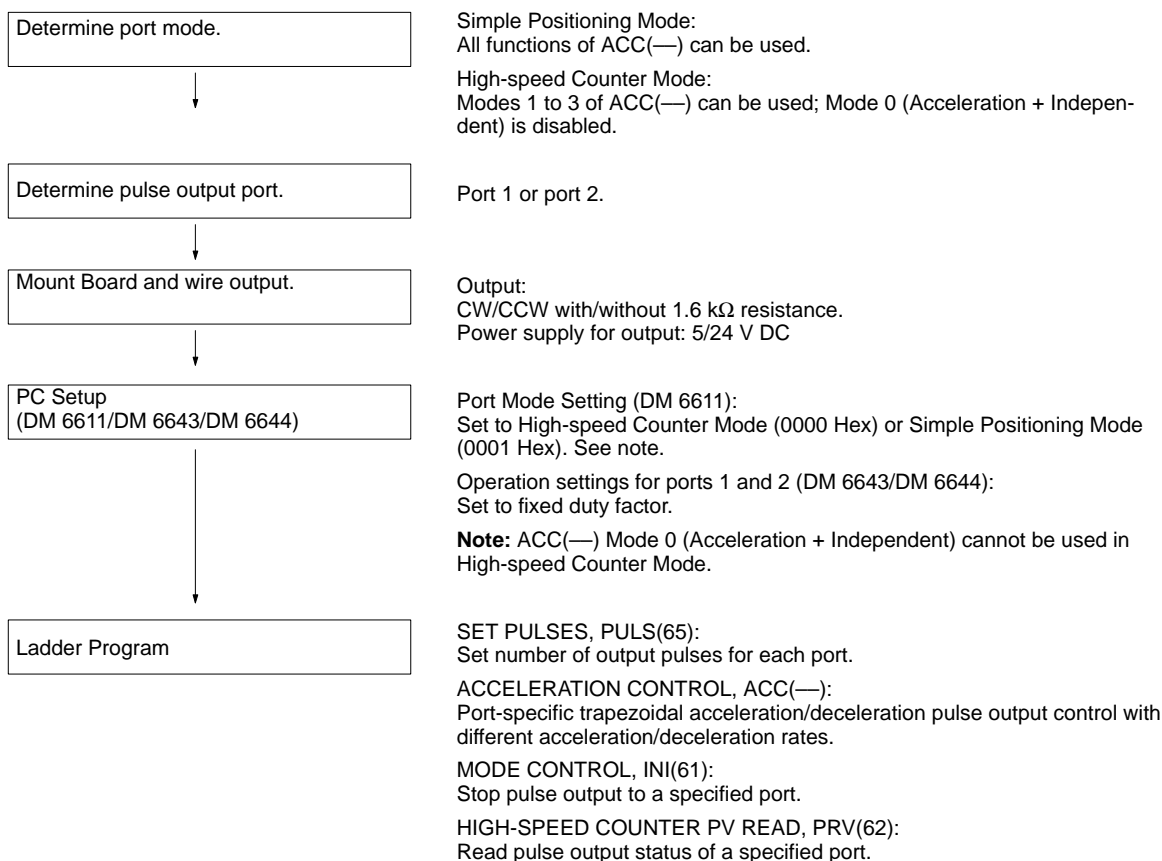 Determine port mode.
Simple Positioning Mode:
All functions of ACC(––) can be used.
High-speed Counter Mode:
Modes 1 to 3 of ACC(––) can be used; Mode 0 (Acceleration + Indepen-
dent) is disabled.
Determine pulse output port.
Port 1 or port 2.
Mount Board and wire output.
Output:
CW/CCW with/without 1.6 kΩ resistance.
Power supply for output: 5/24 V DC
PC Setup
(DM 6611/DM 6643/DM 6644)
Port Mode Setting (DM 6611):
Set to High-speed Counter Mode (0000 Hex) or Simple Positioning Mode
(0001 Hex). See note.
Operation settings for ports 1 and 2 (DM 6643/DM 6644):
Set to fixed duty factor.
Note: ACC(––) Mode 0 (Acceleration + Independent) cannot be used in
High-speed Counter Mode.
Ladder Program
SET PULSES, PULS(65):
Set number of output pulses for each port.
ACCELERATION CONTROL, ACC(––):
Port-specific trapezoidal acceleration/deceleration pulse output control with
different acceleration/deceleration rates.
MODE CONTROL, INI(61):
Stop pulse output to a specified port.
HIGH-SPEED COUNTER PV READ, PRV(62):
Read pulse output status of a specified port.